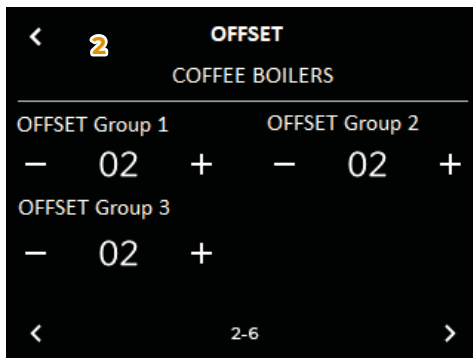 < 2 OFFSET
COFFEE BOILERS
OFFSET Group 1 OFFSET Group 2
− 02 + − 02 +
OFFSET Group 3
− 02 +
< 2-6 >